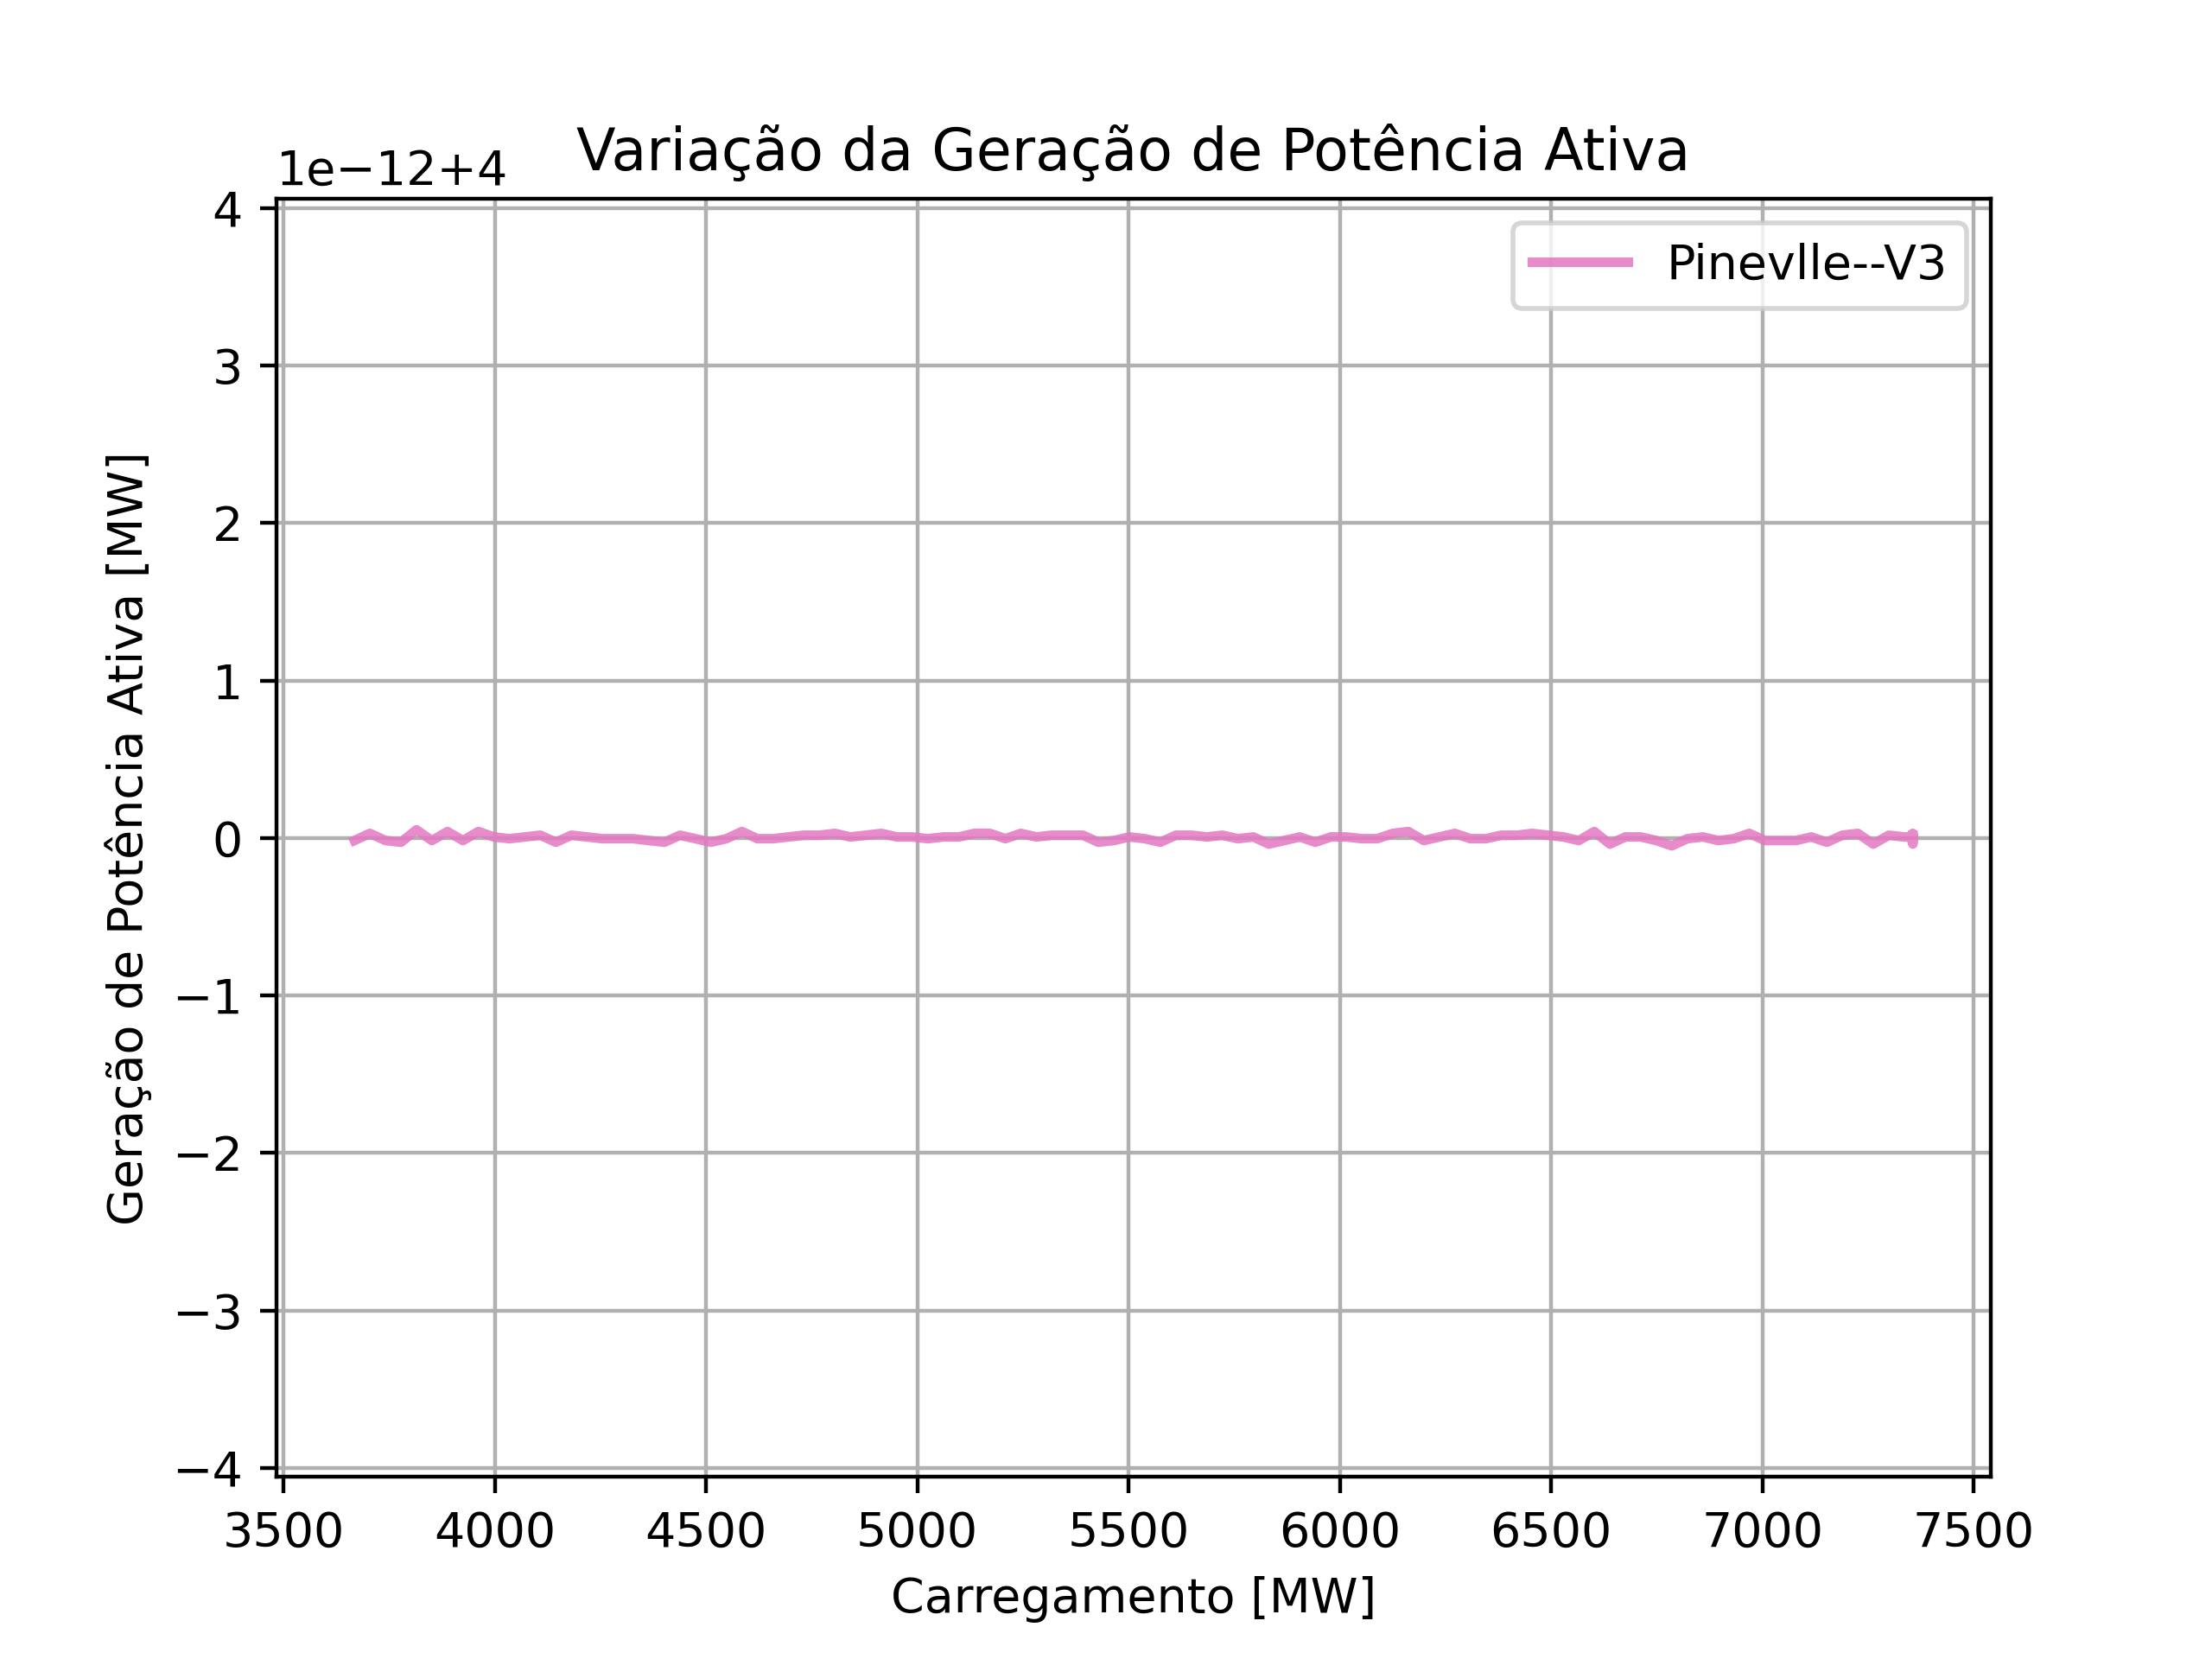 Variação da Geração de Potência Ativa
1e−12+4
Pinevlle--V3
4
3
2
1
0
−1
−2
−3
−4
Geração de Potência Ativa [MW]
3500 4000 4500 5000 5500 6000 6500 7000 7500
Carregamento [MW]